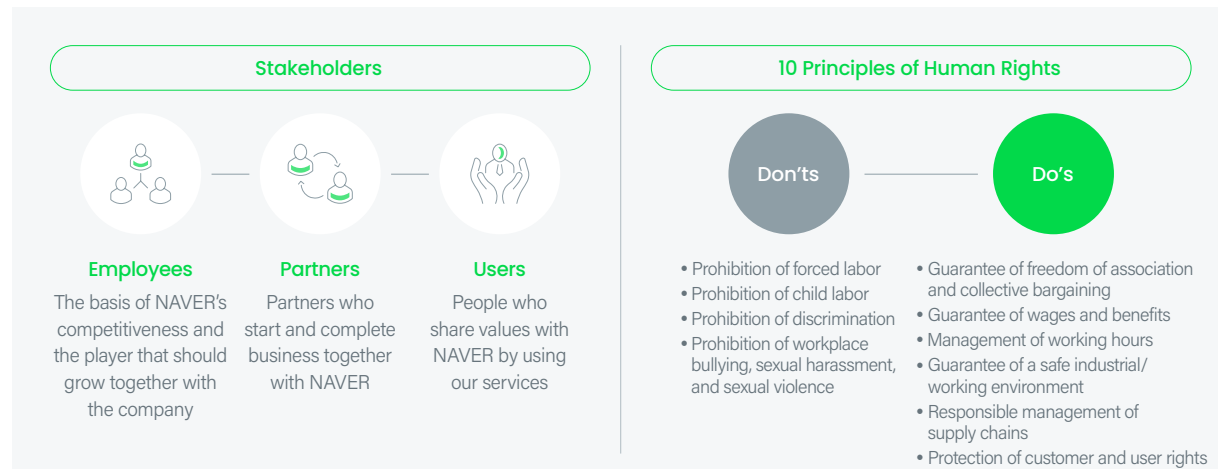 Stakeholders
Employees
The basis of NAVER's
competitiveness and
the player that should
grow together with
the company
Partners
Partners who
start and complete
business together
with NAVER
Users
People who
share values with
NAVER by using
our services
10 Principles of Human Rights
Don'ts
• Prohibition of forced labor
• Prohibition of child labor
• Prohibition of discrimination
• Prohibition of workplace
bullying, sexual harassment,
and sexual violence
Do's
• Guarantee of freedom of association
and collective bargaining
• Guarantee of wages and benefits
• Management of working hours
• Guarantee of a safe industrial/
working environment
• Responsible management of
supply chains
• Protection of customer and user rights